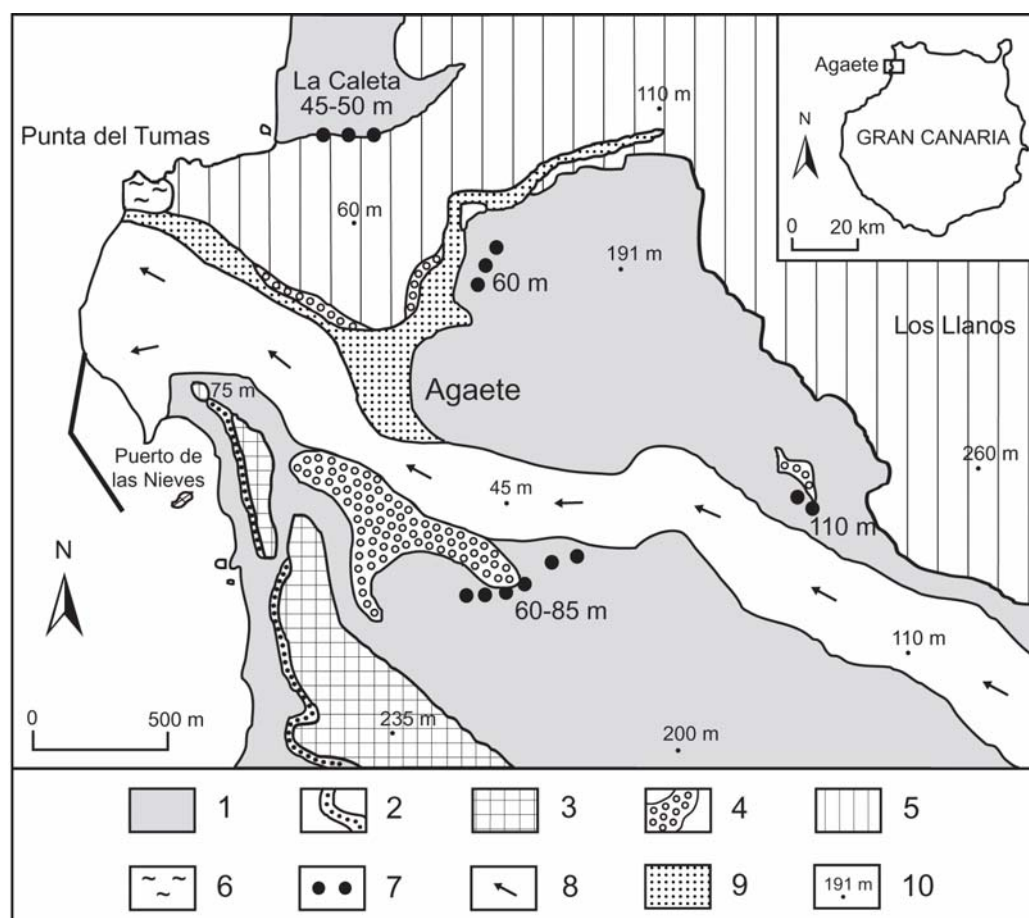 La Caleta
45-50 m
110 m
Agaete
N
GRAN CANARIA
0 20 km
Punta del Tumas
60 m
191 m
60 m
Los Llanos
Agaete
75 m
Puerto de
las Nieves
45 m
260 m
110 m
N
60-85 m
110 m
0 500 m
235 m
200 m
1 2 3 4 5
6 7 8 9 191 m 10